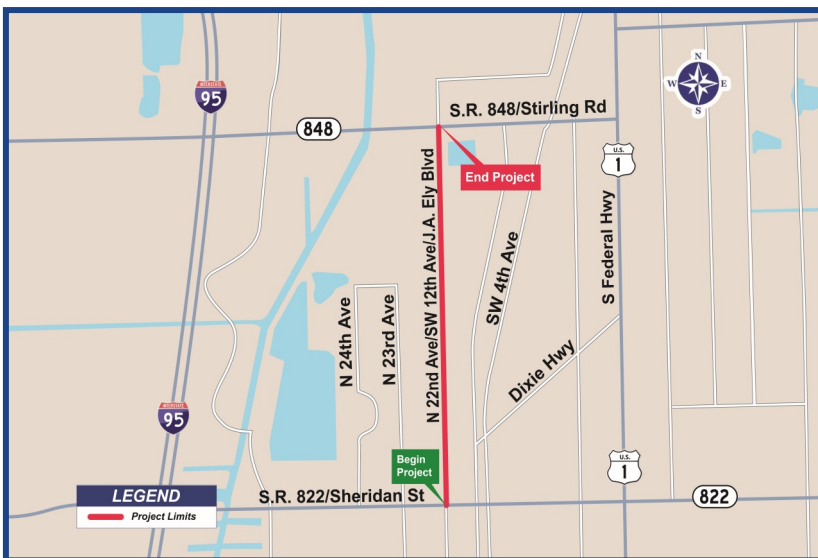 N
W E
S
INTERSTATE
95
S.R. 848/Stirling Rd
848
U.S.
1
End Project
N 22nd Ave/SW 12th Ave/J.A. Ely Blvd
SW 4th Ave
S Federal Hwy
N 24th Ave
N 23rd Ave
Dixie Hwy
INTERSTATE
95
Begin
Project
U.S.
1
LEGEND
Project Limits
S.R. 822/Sheridan St
822